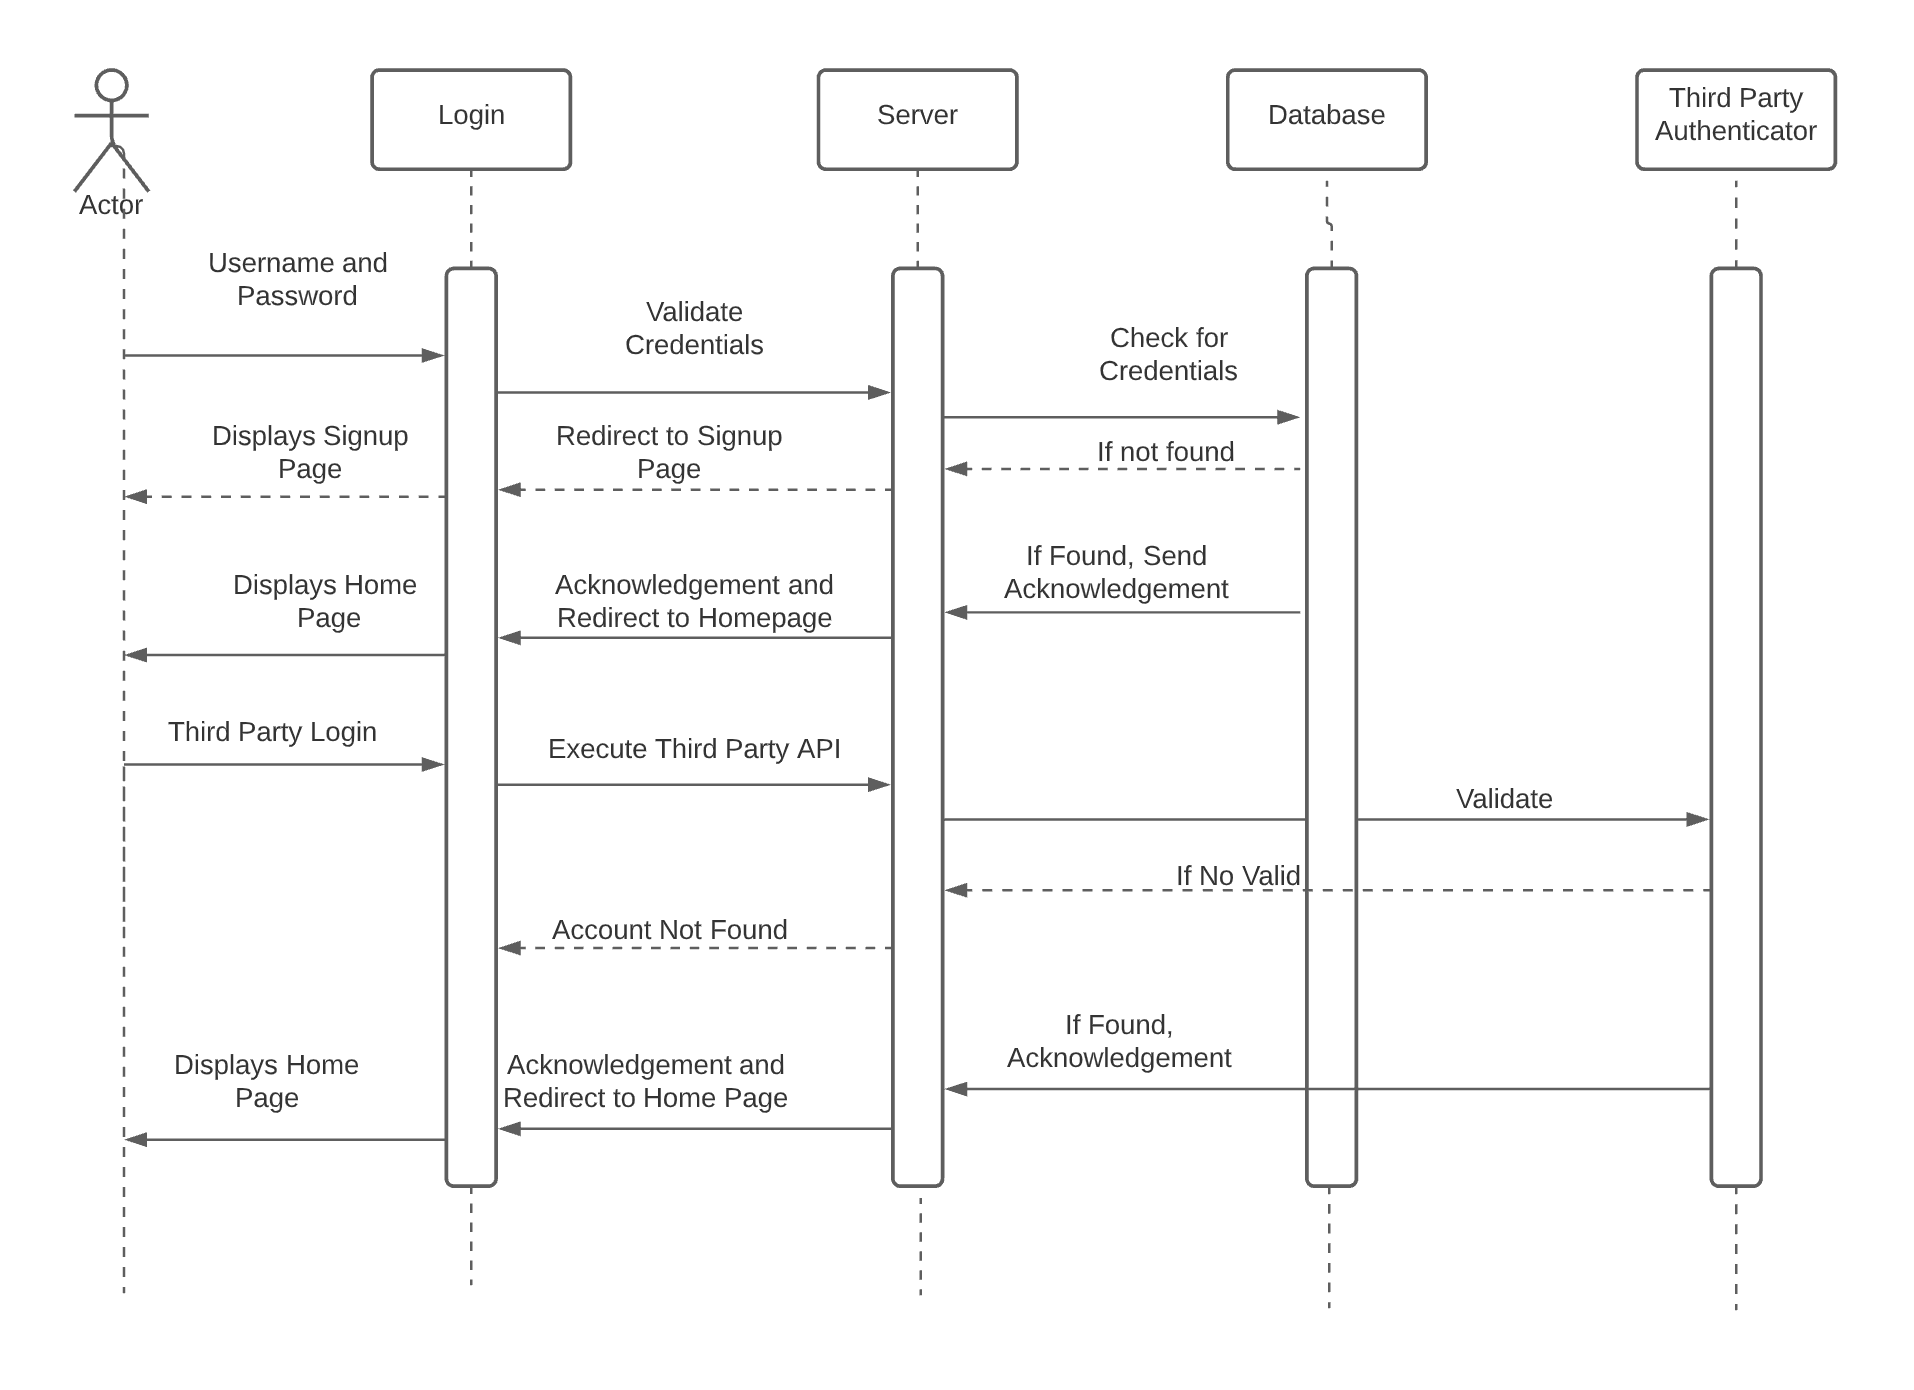 Login
Server
Database
Third Party
Authenticator
Actor
Username and
Password
Validate
Credentials
Check for
Credentials
Displays Signup
Page
Redirect to Signup
Page
If not found
Displays Home
Page
Acknowledgement and
Redirect to Homepage
If Found, Send
Acknowledgement
Third Party Login
Execute Third Party API
Validate
If No Valid
Account Not Found
If Found,
Acknowledgement
Displays Home
Page
Acknowledgement and
Redirect to Home Page